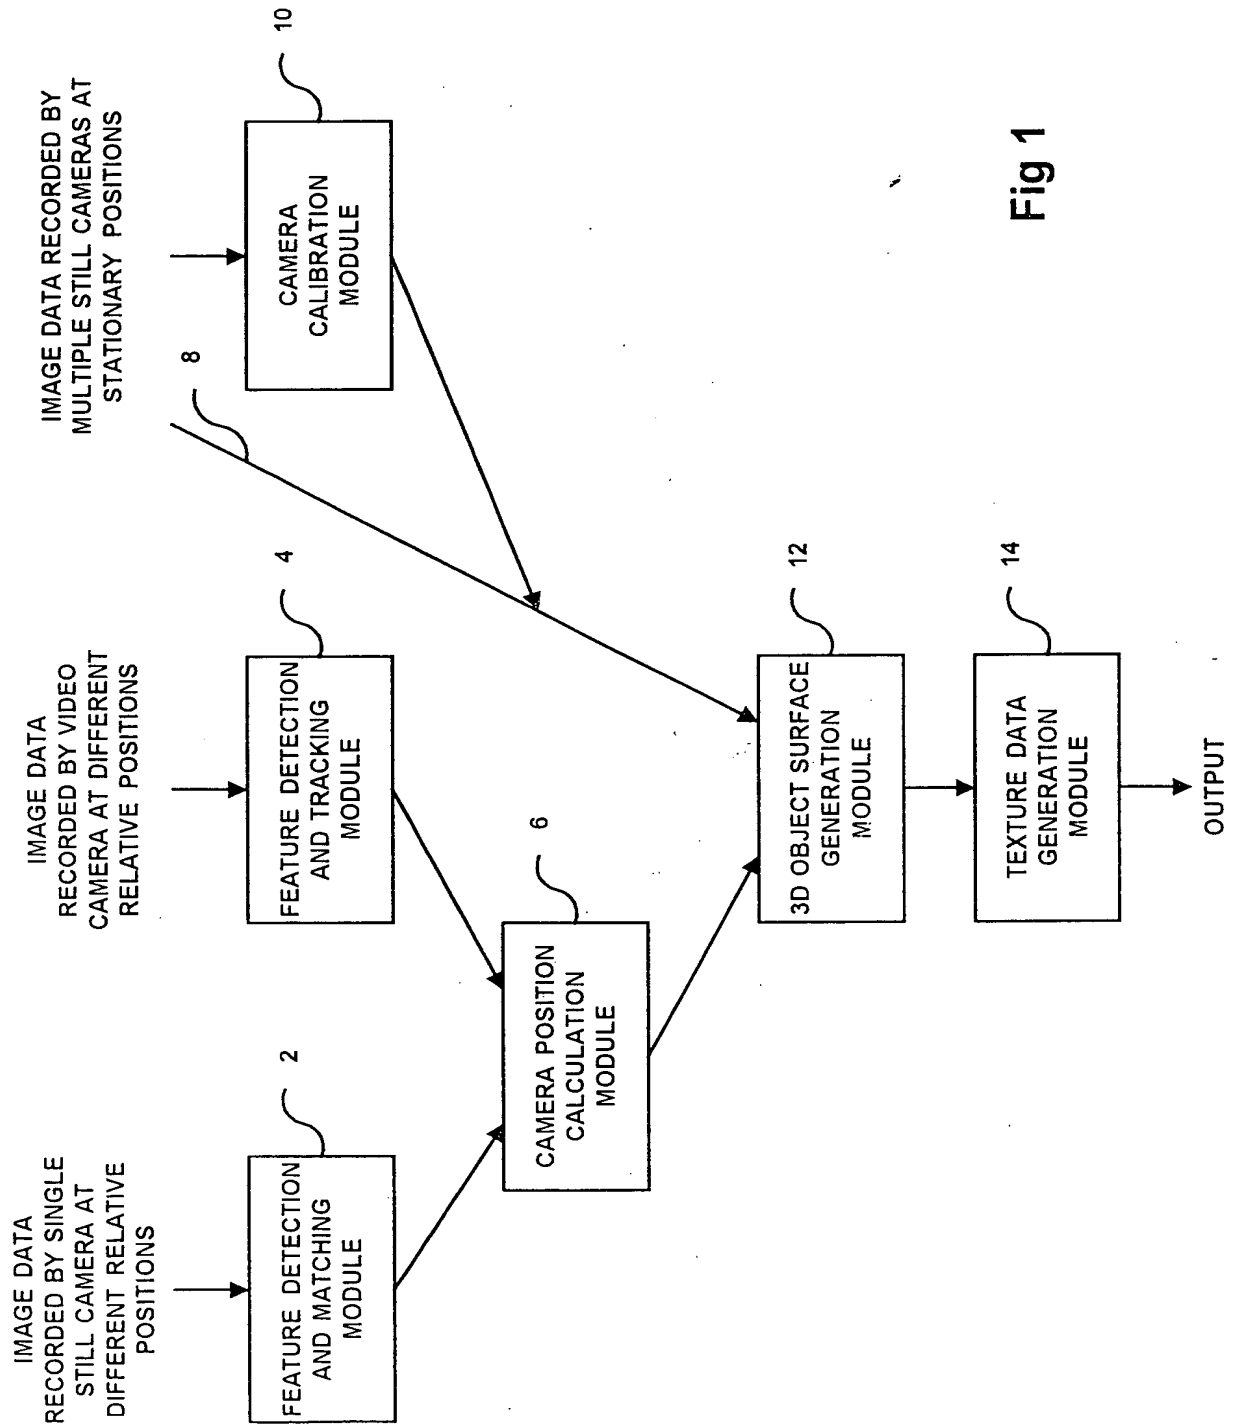 IMAGE DATA
RECORDED BY SINGLE
STILL CAMERA AT
DIFFERENT RELATIVE
POSITIONS
IMAGE DATA
RECORDED BY VIDEO
CAMERA AT DIFFERENT
RELATIVE POSITIONS
IMAGE DATA RECORDED BY
MULTIPLE STILL CAMERAS AT
STATIONARY POSITIONS
2
FEATURE DETECTION
AND MATCHING
MODULE
4
FEATURE DETECTION
AND TRACKING
MODULE
8
10
CAMERA
CALIBRATION
MODULE
6
CAMERA POSITION
CALCULATION
MODULE
12
3D OBJECT SURFACE
GENERATION
MODULE
14
TEXTURE DATA
GENERATION
MODULE
OUTPUT
Fig 1